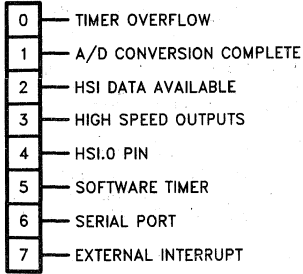 0 TIMER OVERFLOW
1 A/D CONVERSION COMPLETE
2 HSI DATA AVAILABLE
3 HIGH SPEED OUTPUTS
4 HSI.0 PIN
5 SOFTWARE TIMER
6 SERIAL PORT
7 EXTERNAL INTERRUPT